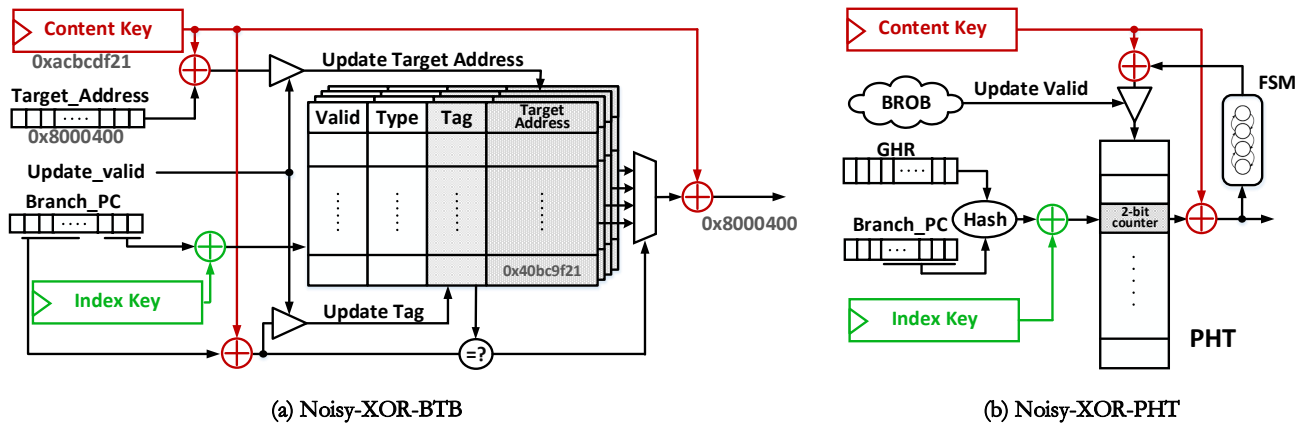 Content Key
0xacbcdf21
Target_Address
0x8000400
Update_valid
Branch_PC
Index Key
Update Target Address
Valid Type Tag Target
Address
0x40bc9f21
Update Tag
=?
0x8000400
(a) Noisy-XOR-BTB
Content Key
BROB
Update Valid
FSM
GHR
Branch_PC
Hash
2-bit
counter
Index Key
PHT
(b) Noisy-XOR-PHT